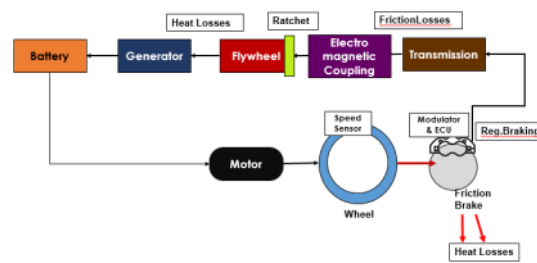 Heat Losses
Ratchet
FrictionLosses
Battery
Generator
Flywheel
Electro
magnetic
Coupling
Transmission
Speed
Sensor
Modulator
& ECU
Reg.Braking
Motor
Wheel
Friction
Brake
Heat Losses